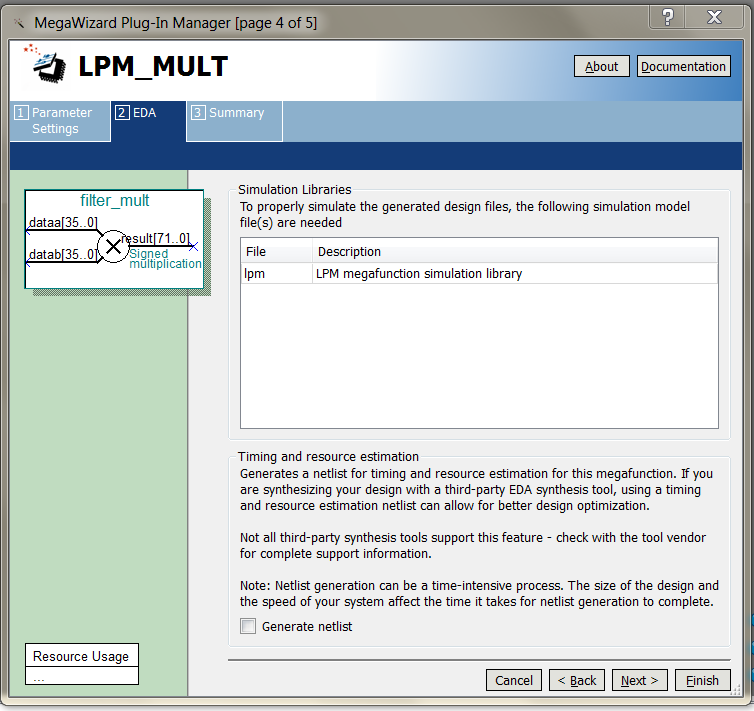 MegaWizard Plug-In Manager [page 4 of 5]
?
LPM_MULT
About
Documentation
1 Parameter
Settings
2 EDA
3 Summary
filter_mult
dataa[35..0]
result[71..0]
datab[35..0]
Signed
multiplication
Simulation Libraries
To properly simulate the generated design files, the following simulation model
file(s) are needed
File Description
lpm LPM megafunction simulation library
Timing and resource estimation
Generates a netlist for timing and resource estimation for this megafunction. If you
are synthesizing your design with a third-party EDA synthesis tool, using a timing
and resource estimation netlist can allow for better design optimization.
Not all third-party synthesis tools support this feature - check with the tool vendor
for complete support information.
Note: Netlist generation can be a time-intensive process. The size of the design and
the speed of your system affect the time it takes for netlist generation to complete.
Generate netlist
Resource Usage
...
Cancel
< Back
Next >
Finish